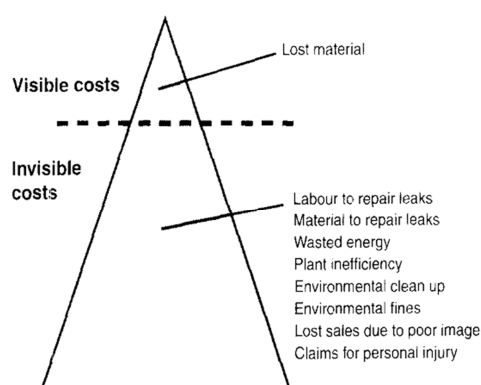 Lost material
Visible costs
Invisible
costs
Labour to repair leaks
Material to repair leaks
Wasted energy
Plant inefficiency
Environmental clean up
Environmental fines
Lost sales due to poor image
Claims for personal injury